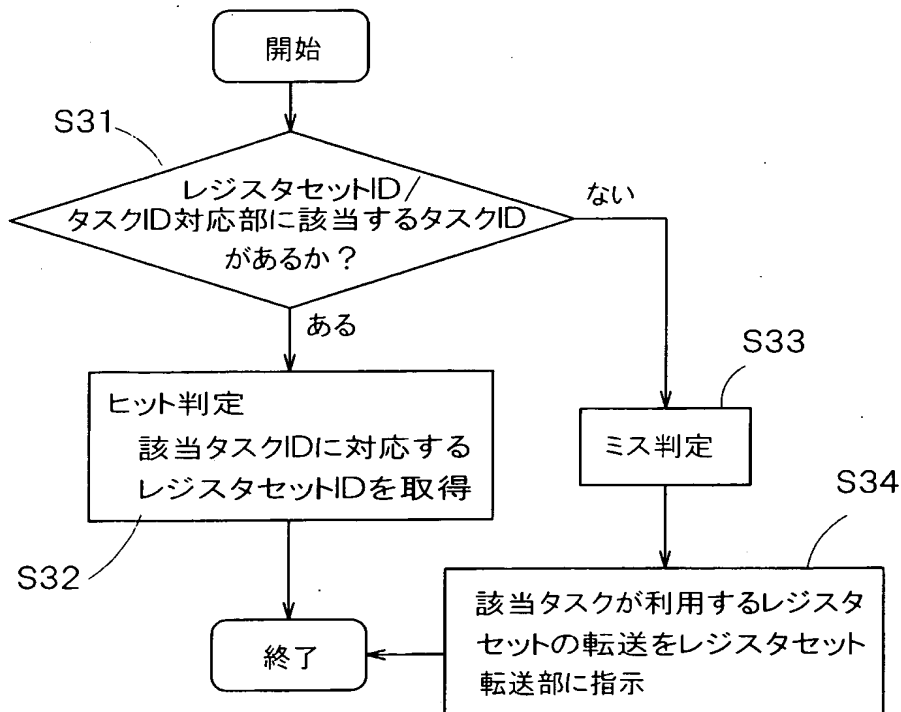 開始
S31
レジスタセットID/
タスクID対応部に該当するタスクID
があるか？
ない
ある
S33
ヒット判定
該当タスクIDに対応する
レジスタセットIDを取得
ミス判定
S34
S32
該当タスクが利用するレジスタ
セットの転送をレジスタセット
転送部に指示
終了